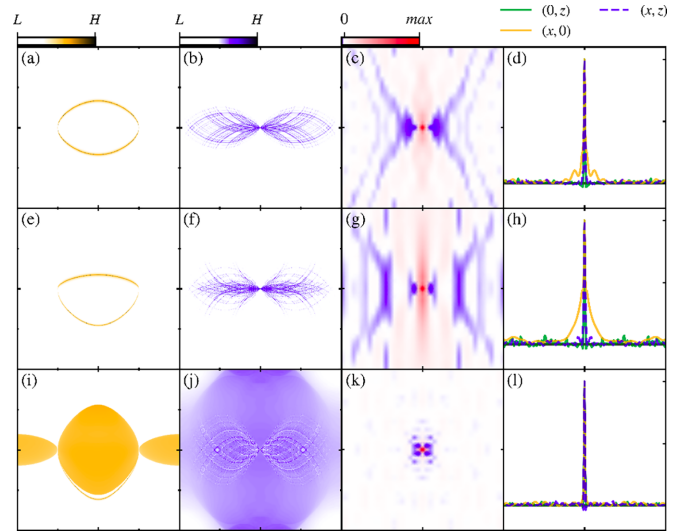 L H L H 0 max (0, z) (x, z)
(x, 0)
(a) (b) (c) (d)
(e) (f) (g) (h)
(i) (j) (k) (l)